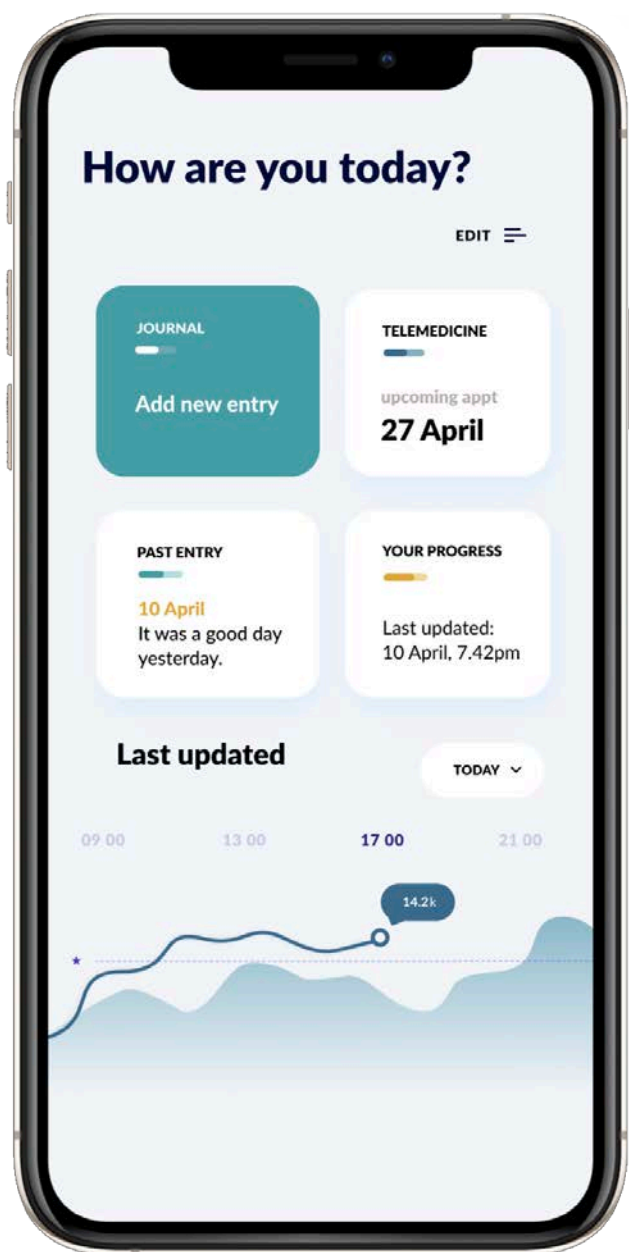 How are you today?
EDIT
JOURNAL
Add new entry
TELEMEDICINE
upcoming appt
27 April
PAST ENTRY
10 April
It was a good day
yesterday.
YOUR PROGRESS
Last updated:
10 April, 7.42pm
Last updated
TODAY
09 00
13 00
17 00
21 00
14.2k